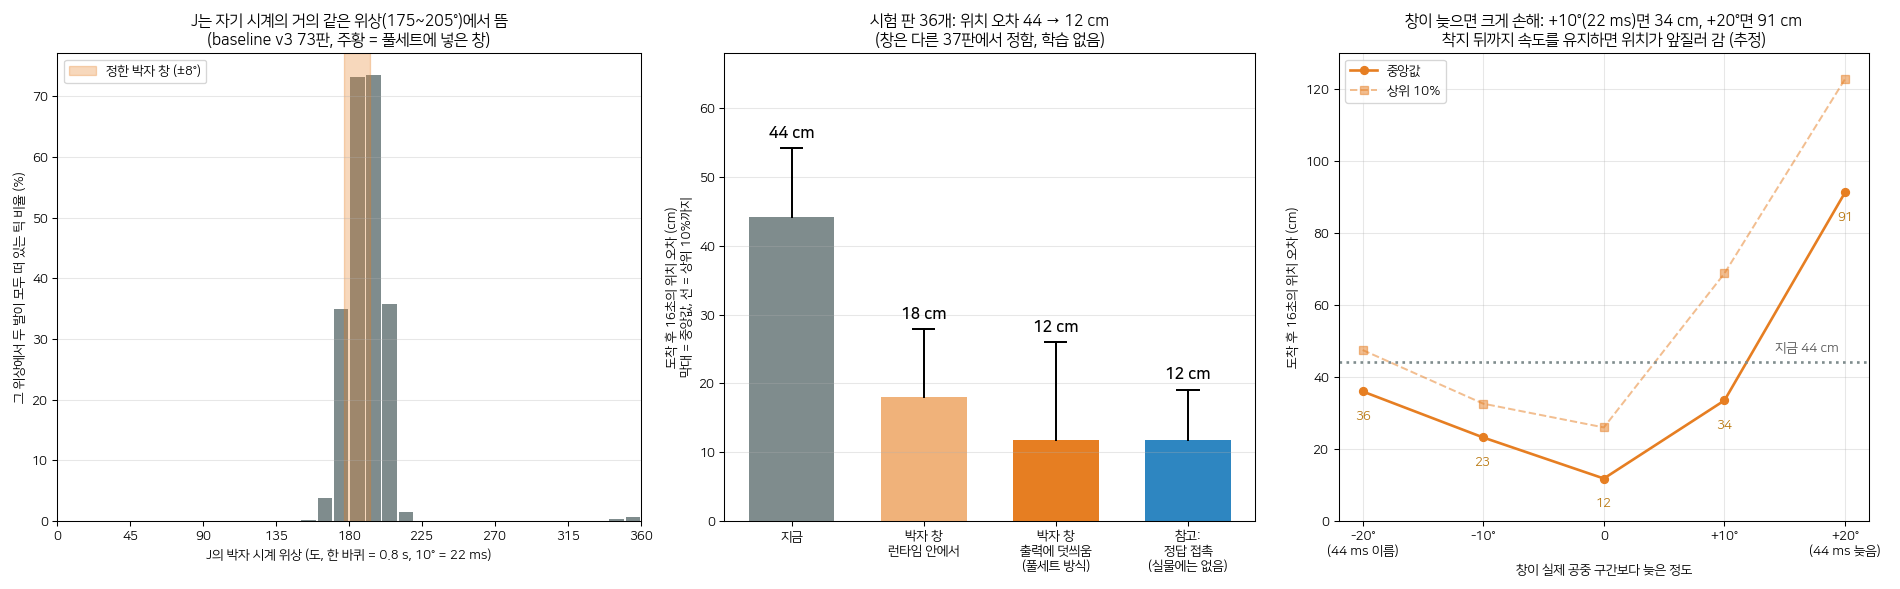 J는 자기 시계의 거의 같은 위상(175~205°)에서 뜸
(baseline v3 73판, 주황 = 풀세트에 넣은 창)
정한 박자 창 (±8°)
그 위상에서 두 발이 모두 떠 있는 틱 비율 (%)
70
60
50
40
30
20
10
0
0 45 90 135 180 225 270 315 360
J의 박자 시계 위상 (도, 한 바퀴 = 0.8 s, 10° = 22 ms)
시험 판 36개: 위치 오차 44 → 12 cm
(창은 다른 37판에서 정함, 학습 없음)
도착 후 16초의 위치 오차 (cm)
막대 = 중앙값, 선 = 상위 10%까지
60
50
40
30
20
10
0
44 cm
18 cm
12 cm
12 cm
지금
박자 창
런타임 안에서
박자 창
출력에 덧씌움
(풀세트 방식)
참고:
정답 접촉
(실물에는 없음)
창이 늦으면 크게 손해: +10°(22 ms)면 34 cm, +20°면 91 cm
착지 뒤까지 속도를 유지하면 위치가 앞질러 감 (추정)
중앙값
상위 10%
도착 후 16초의 위치 오차 (cm)
120
100
80
60
40
20
0
지금 44 cm
36
23
12
34
91
-20°
(44 ms 이름)
-10°
0
+10°
+20°
(44 ms 늦음)
창이 실제 공중 구간보다 늦은 정도